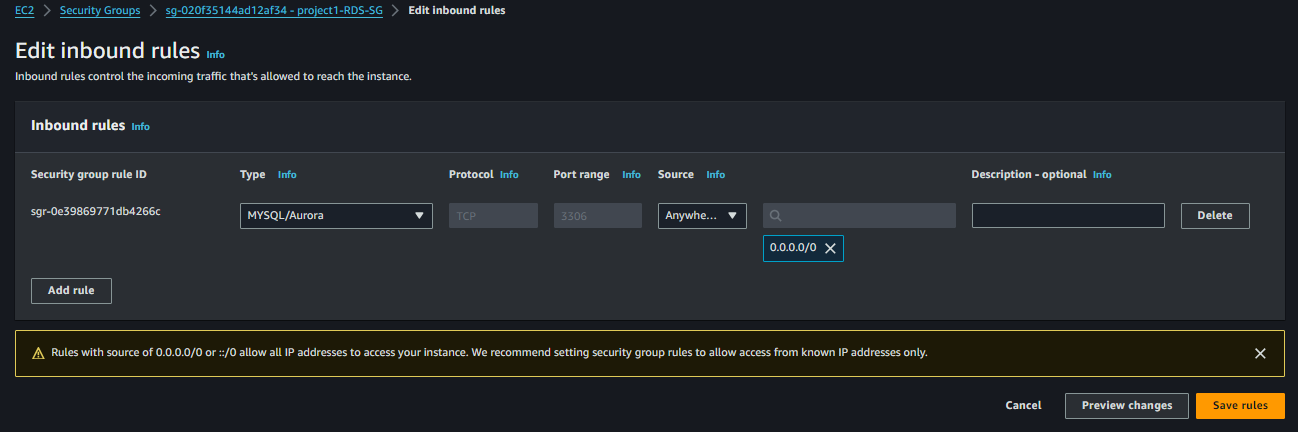 EC2 > Security Groups > sg-020f35144ad12af34 - project1-RDS-SG > Edit inbound rules
Edit inbound rules Info
Inbound rules control the incoming traffic that's allowed to reach the instance.
Inbound rules Info
Security group rule ID Type Info Protocol Info Port range Info Source Info Description - optional Info
sgr-0e39869771db4266c MYSQL/Aurora TCP 3306 Anywhe... Delete
0.0.0.0/0
Add rule
Rules with source of 0.0.0.0/0 or ::/0 allow all IP addresses to access your instance. We recommend setting security group rules to allow access from known IP addresses only.
Cancel Preview changes Save rules